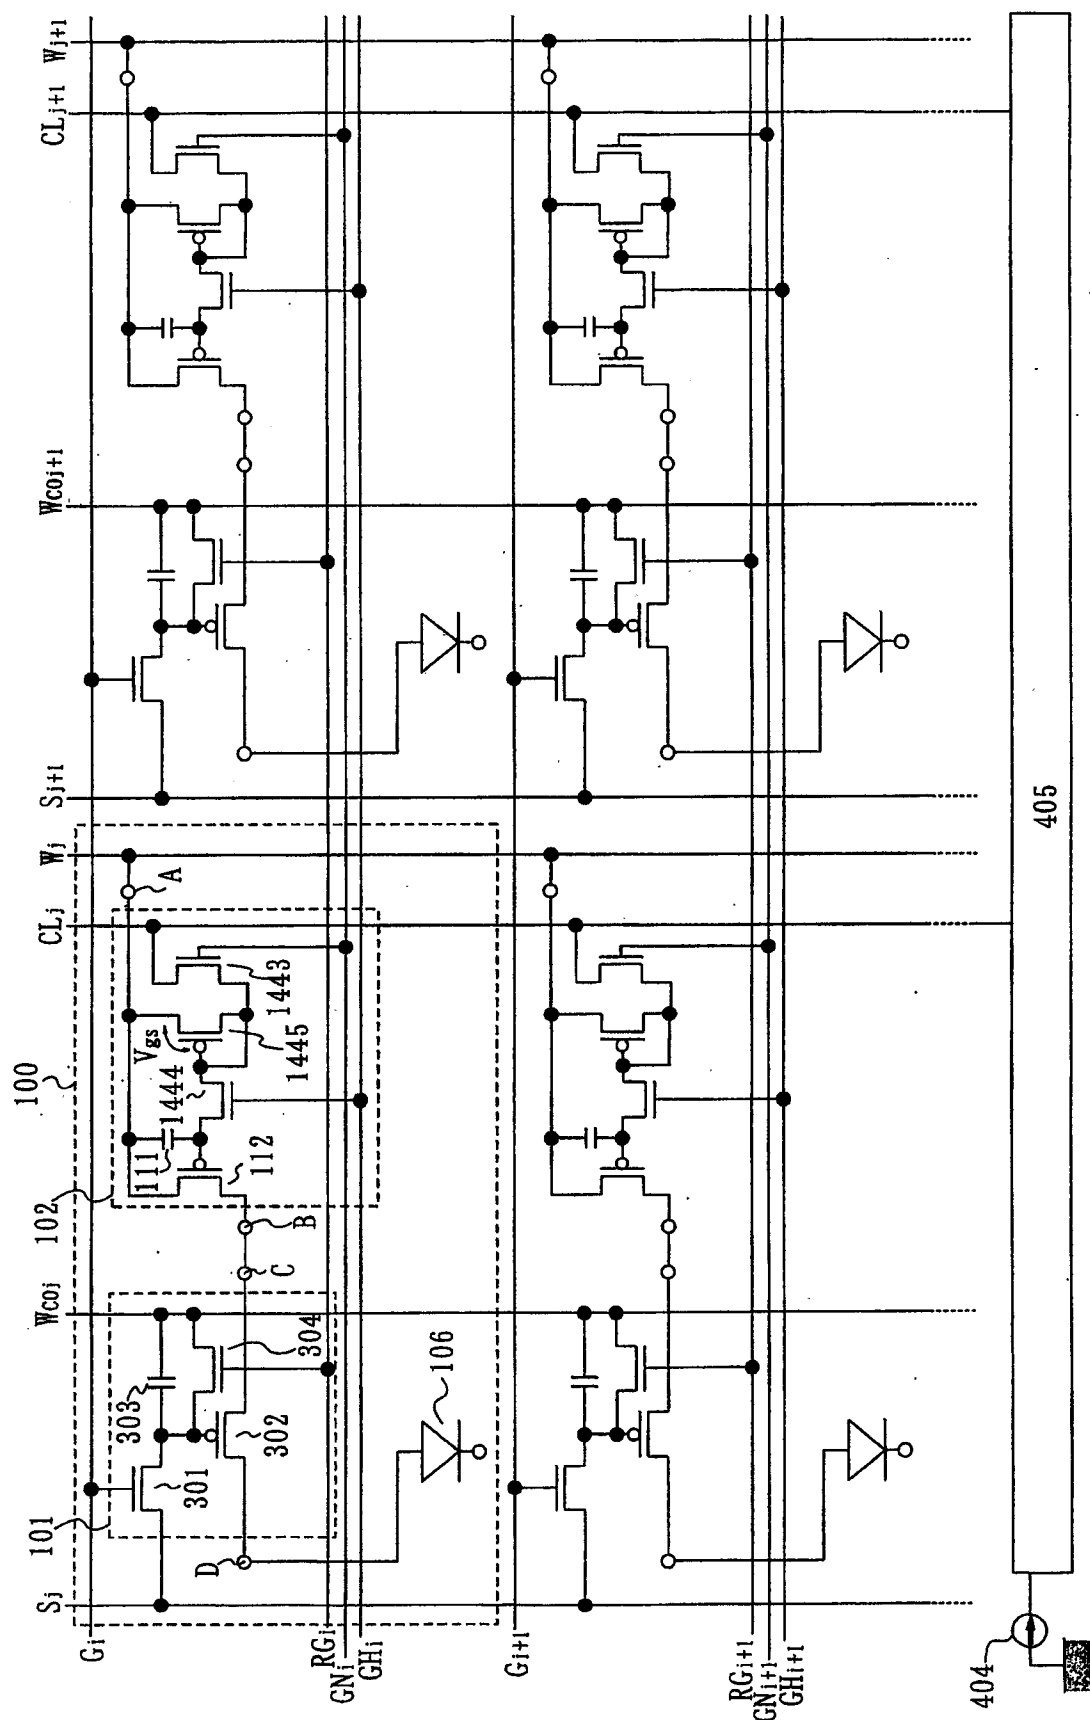 100
102
101
Sj
Wcoj
CLj
Wj
Sj+1
Wcoj+1
CLj+1
Wj+1
Gi
301
303
302
304
D
C
B
111
112
1444
Vgs
1445
1443
A
106
RGi
GNi
GHi
Gi+1
RGi+1
GNi+1
GHi+1
404
405